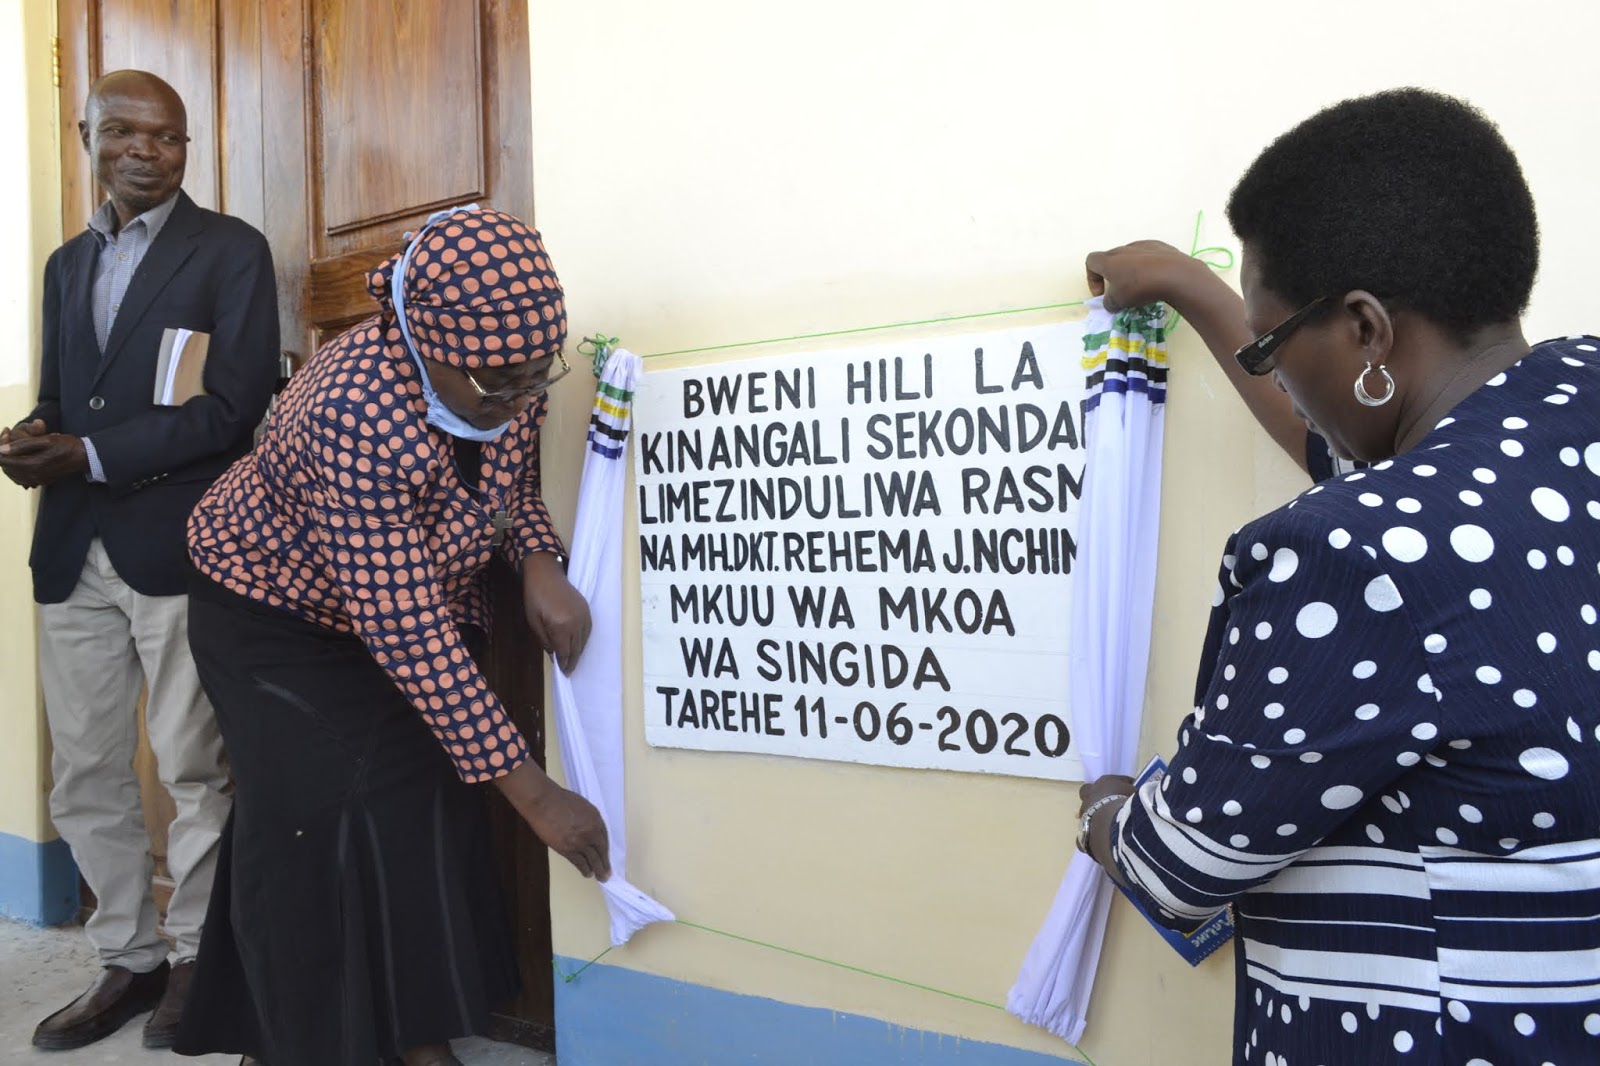 BWENI HILI LA
KINANGALI SEKONDA
LIMEZINDULIWA RASM
NA MH.DKT. REHEMA J.NCHIM
MKUU WA MKOA
WA SINGIDA
TAREHE 11-06-2020